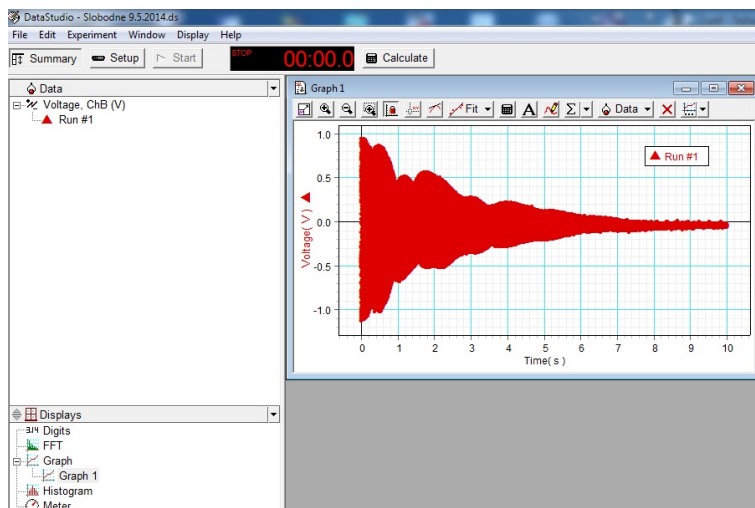 DataStudio - Slobodne 9.5.2014.ds
File Edit Experiment Window Display Help
Summary Setup Start STOP 00:00.0 Calculate
Data
Voltage, ChB (V)
Run #1
Graph 1
Fit A Σ Data
Run #1
Voltage( V )
1.0
0.5
0.0
-0.5
-1.0
0 1 2 3 4 5 6 7 8 9 10
Time( s )
Displays
3.14 Digits
FFT
Graph
Graph 1
Histogram
Meter